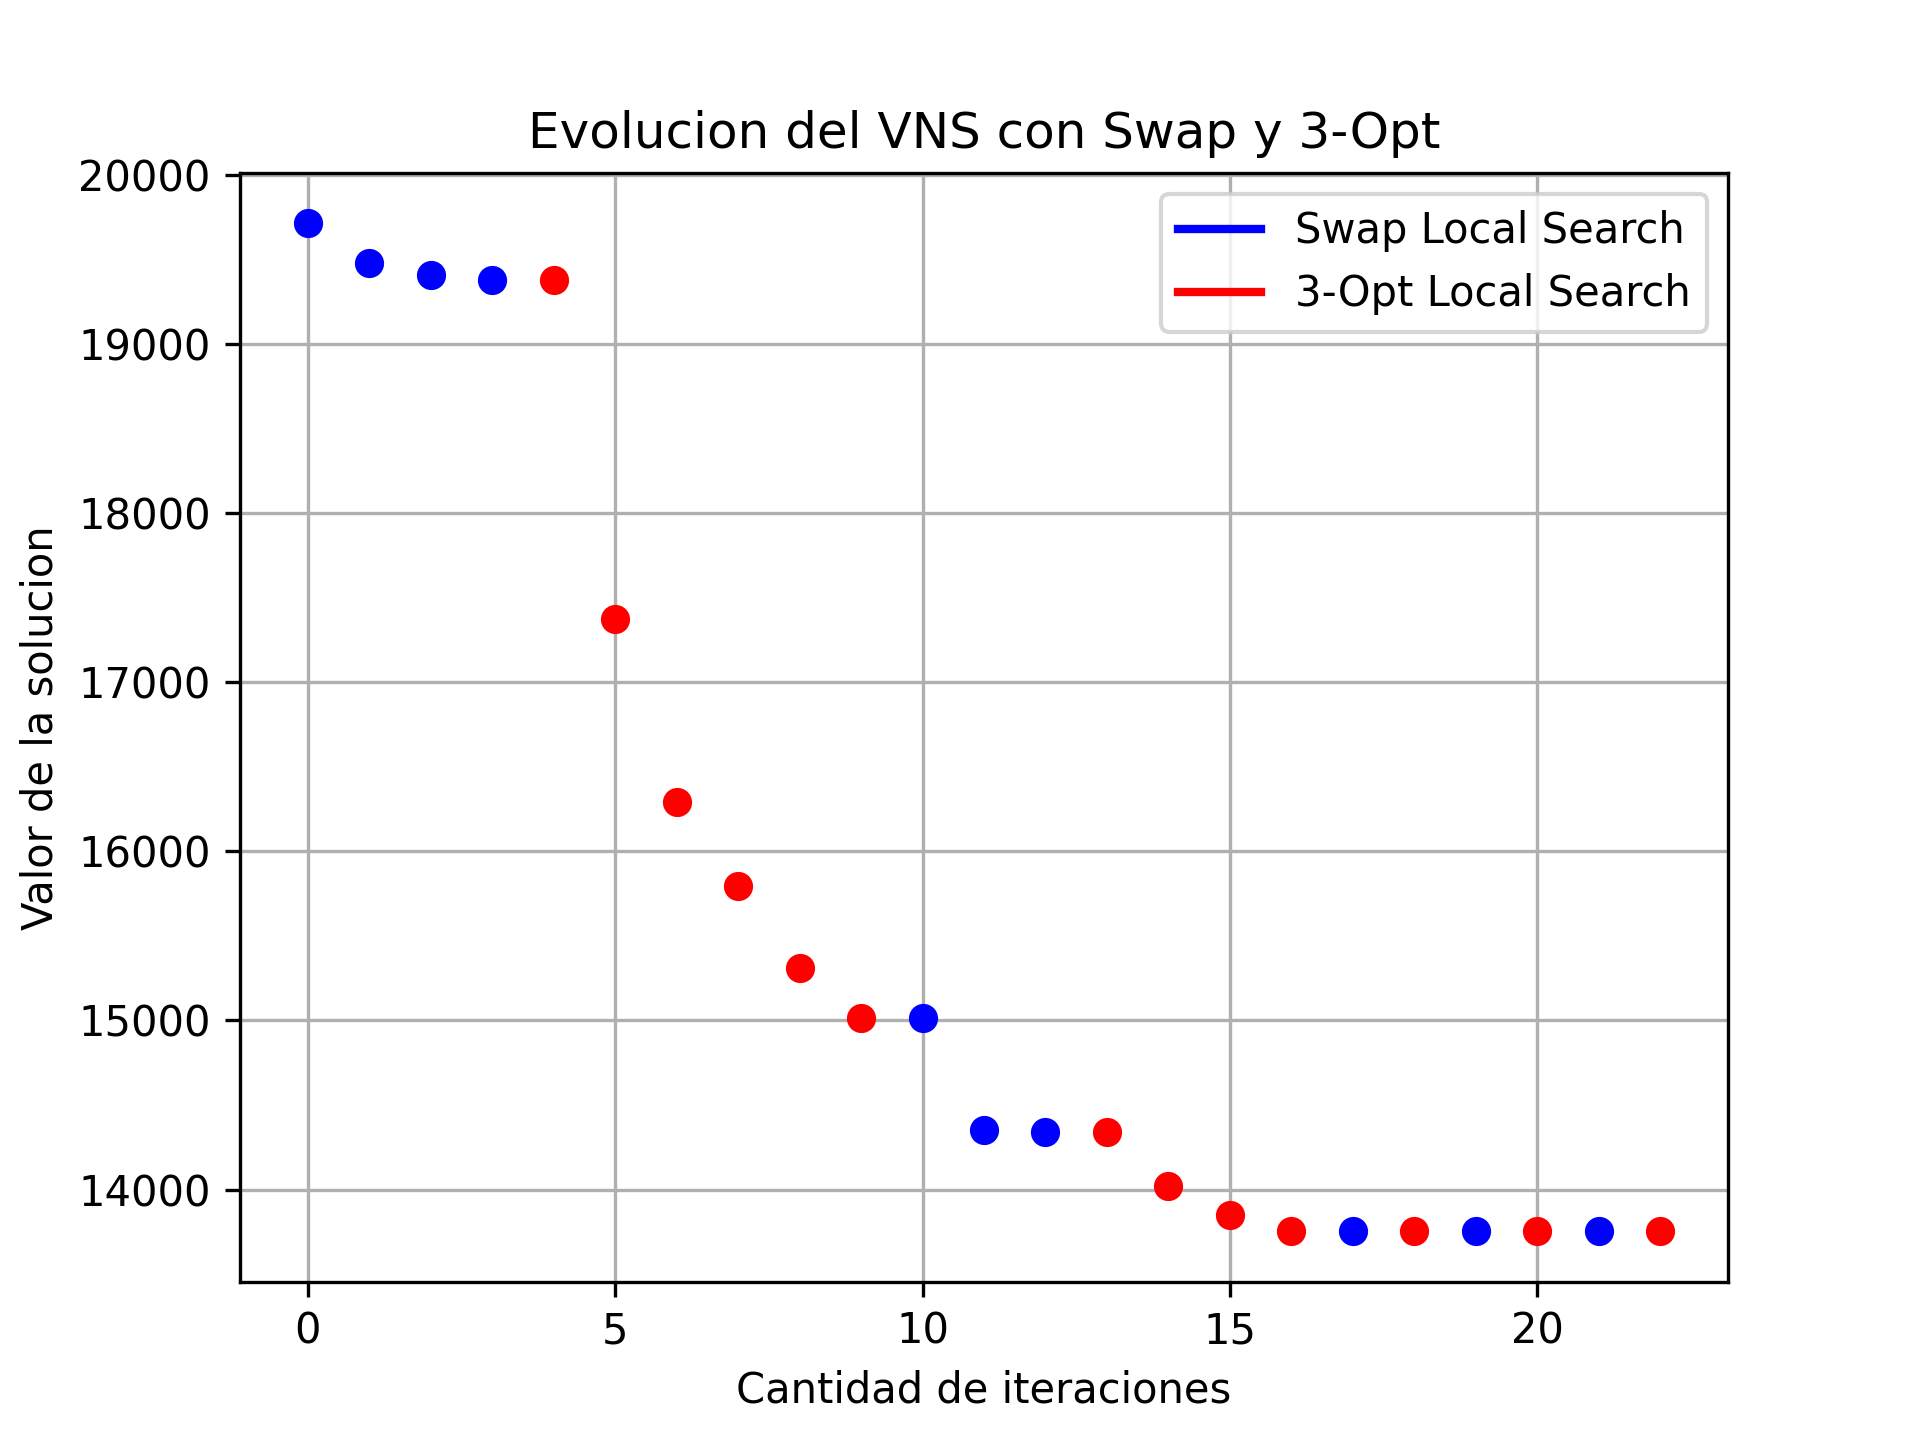 Evolucion del VNS con Swap y 3-Opt
Swap Local Search
3-Opt Local Search
20000
19000
18000
17000
16000
15000
14000
Valor de la solucion
0 5 10 15 20
Cantidad de iteraciones